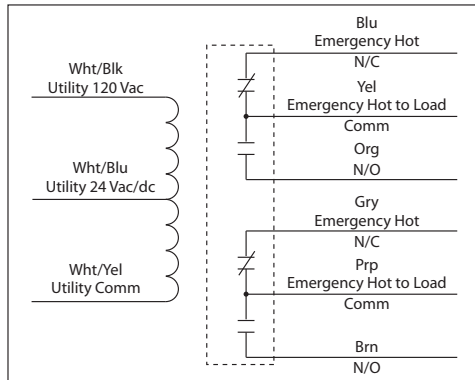 Wht/Blk
Utility 120 Vac
Wht/Blu
Utility 24 Vac/dc
Wht/Yel
Utility Comm
Blu
Emergency Hot
N/C
Yel
Emergency Hot to Load
Comm
Org
N/O
Gry
Emergency Hot
N/C
Prp
Emergency Hot to Load
Comm
Brn
N/O